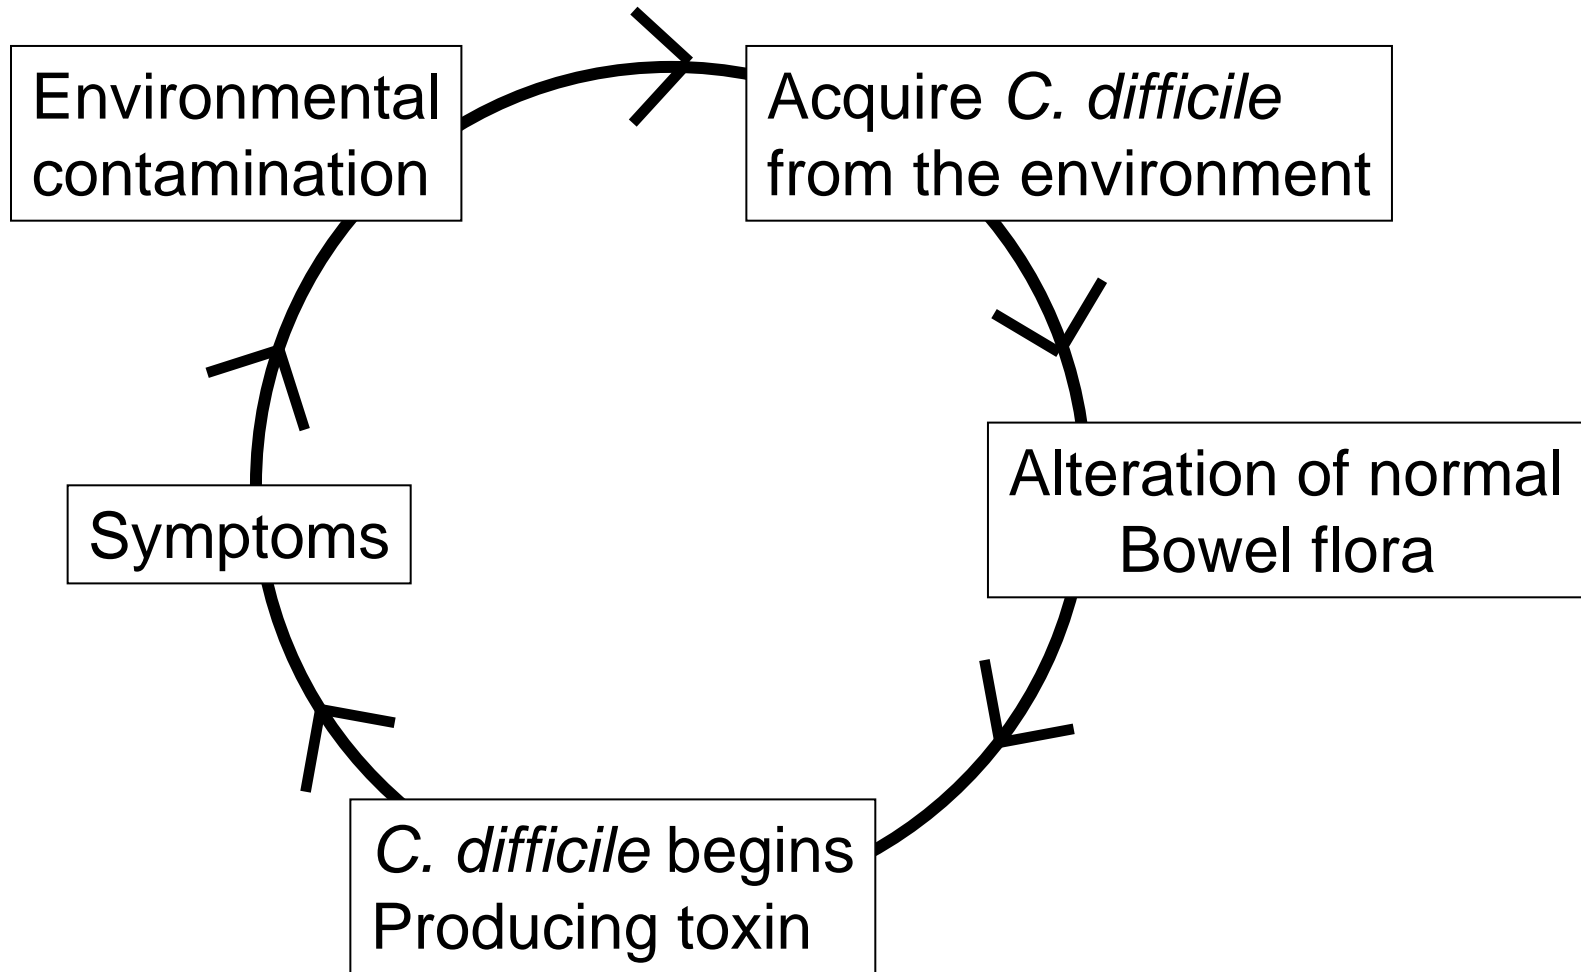 Environmental
contamination
Acquire C. difficile
from the environment
Alteration of normal
Bowel flora
C. difficile begins
Producing toxin
Symptoms